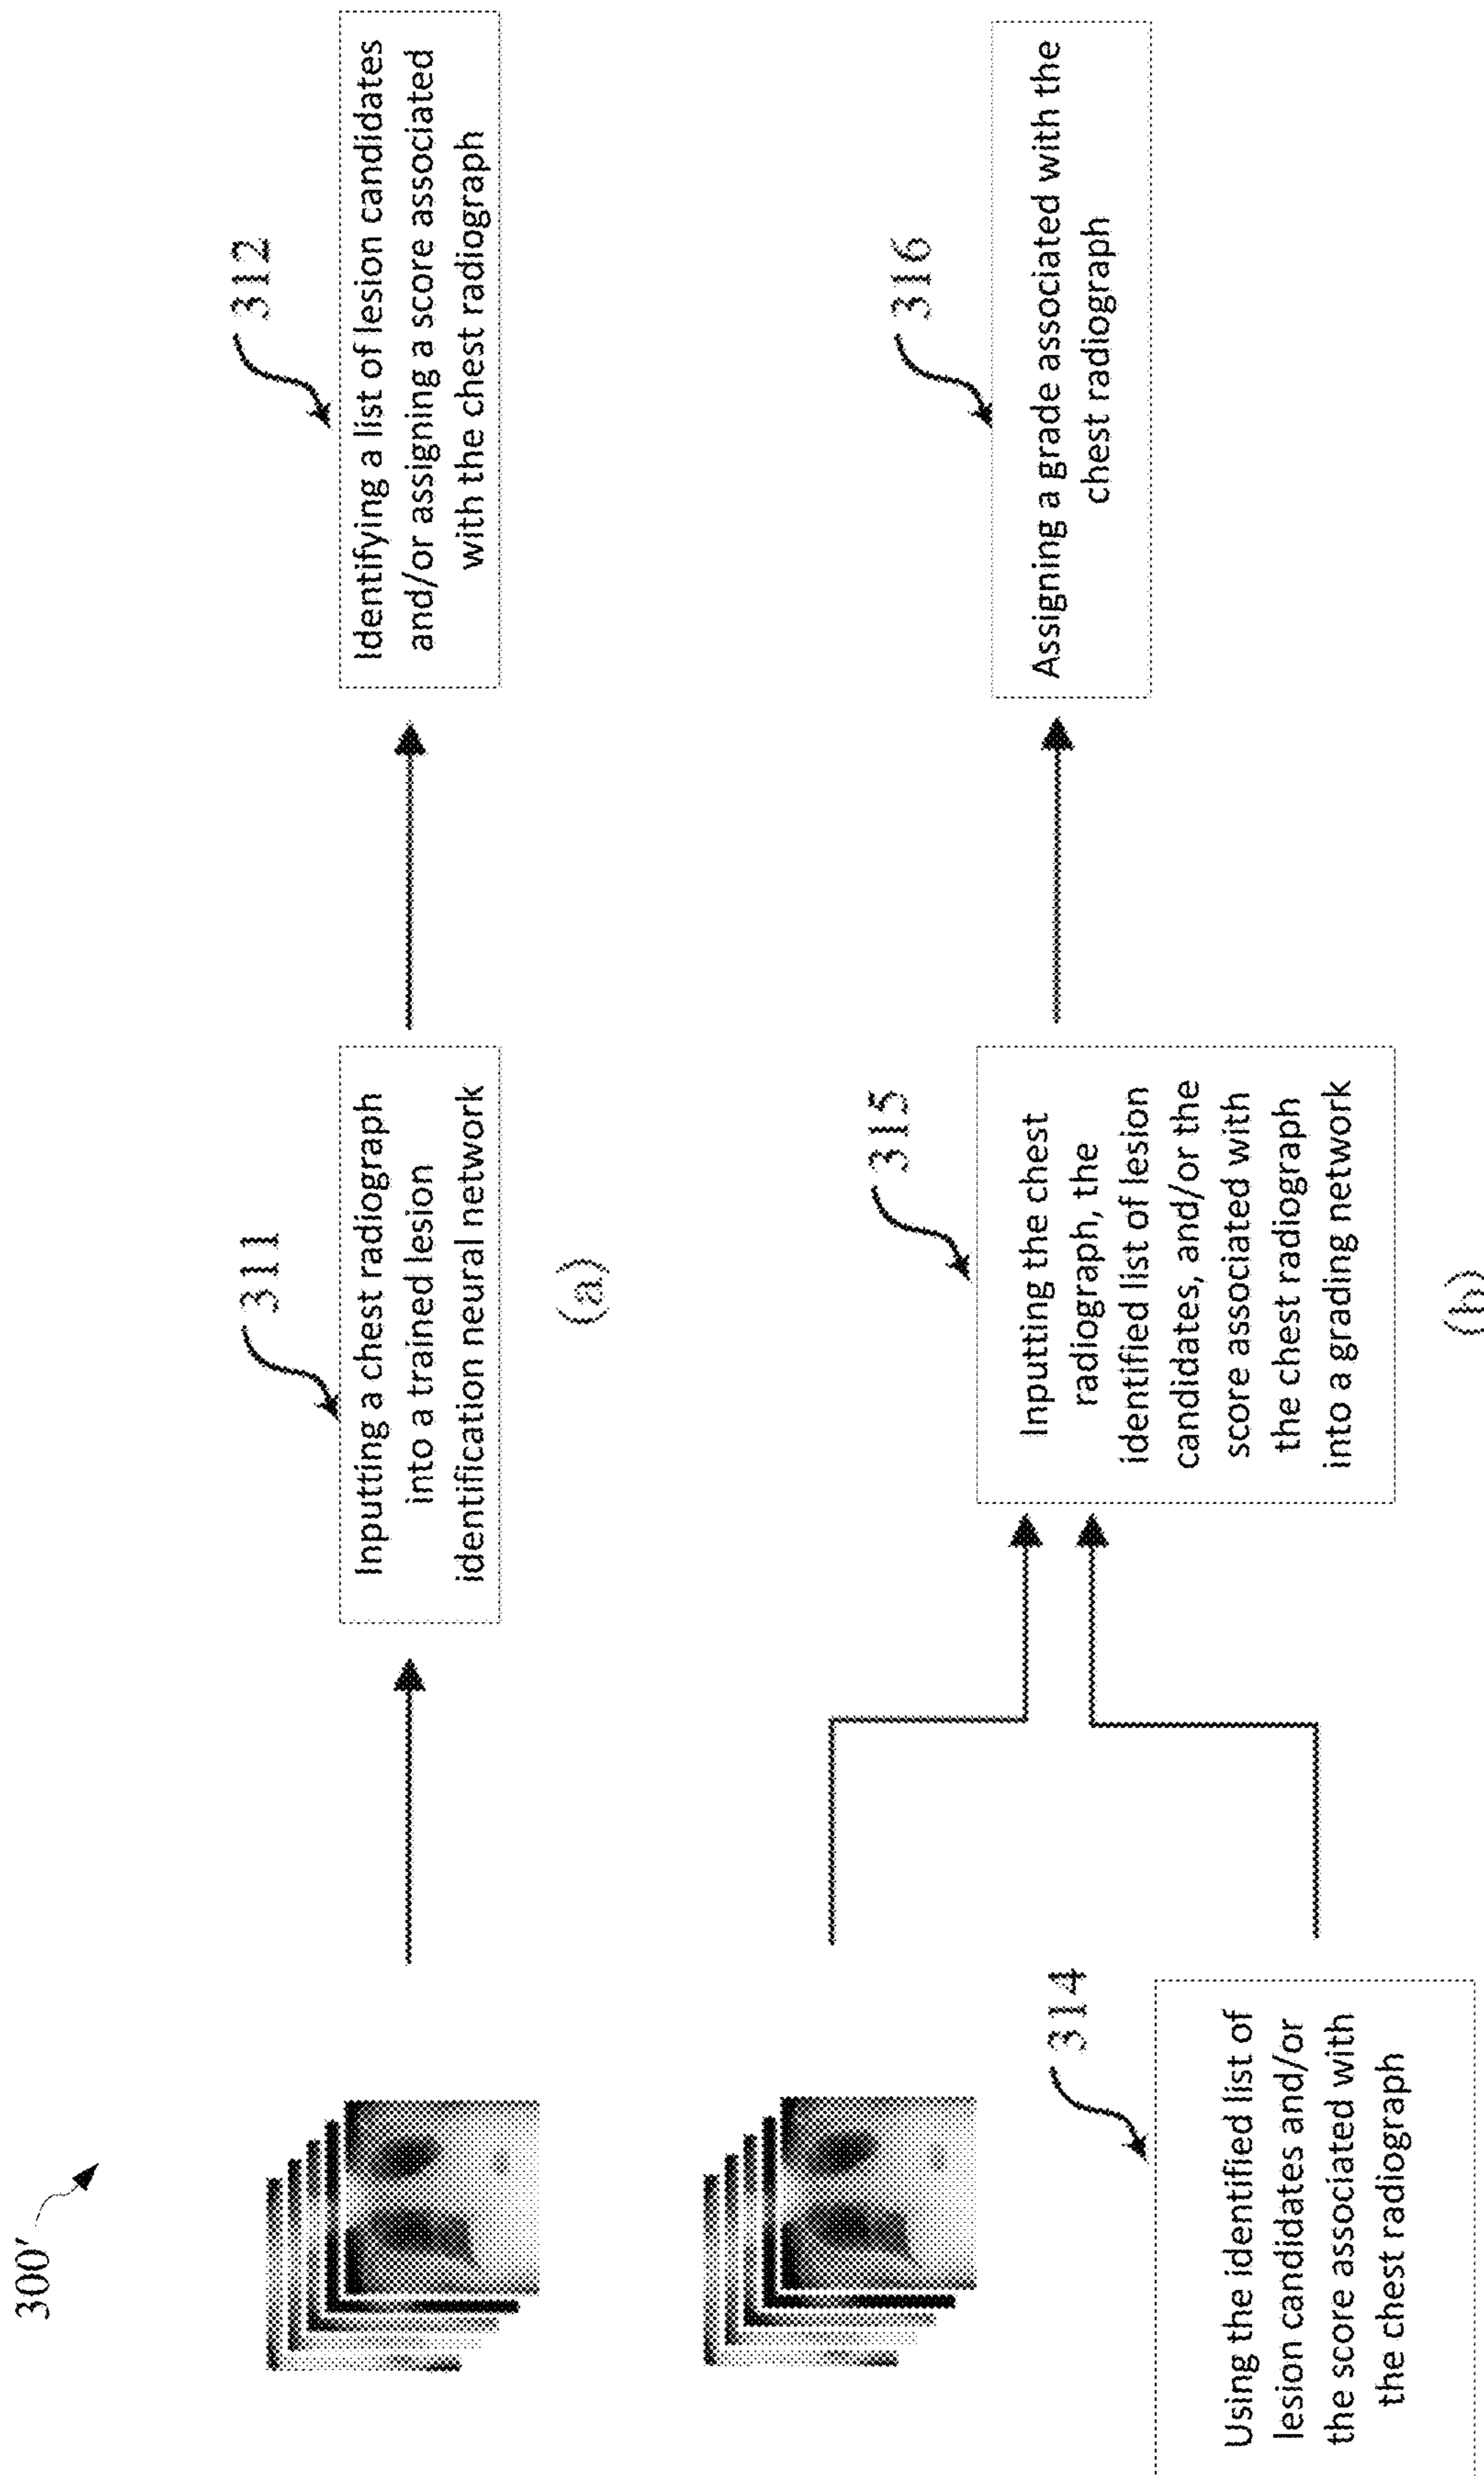 300′
311
Inputting a chest radiograph
into a trained lesion
identification neural network
312
Identifying a list of lesion candidates
and/or assigning a score associated
with the chest radiograph
(a)
314
Using the identified list of
lesion candidates and/or
the score associated with
the chest radiograph
315
Inputting the chest
radiograph, the
identified list of lesion
candidates, and/or the
score associated with
the chest radiograph
into a grading network
316
Assigning a grade associated with the
chest radiograph
(b)